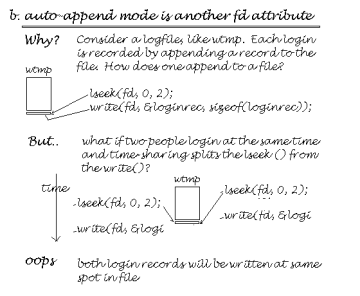 b. auto-append mode is another fd attribute
Why? Consider a logfile, like wtmp. Each login
is recorded by appending a record to the
file. How does one append to a file?
wtmp
lseek(fd, 0, 2);
write(fd, &loginrec, sizeof(loginrec));
But.. what if two people login at the same time
and time-sharing splits the lseek () from
the write()?
wtmp
time
lseek(fd, 0, 2);
lseek(fd, 0, 2);
write(fd, &logi
write(fd, &logi
oops both login records will be written at same
spot in file